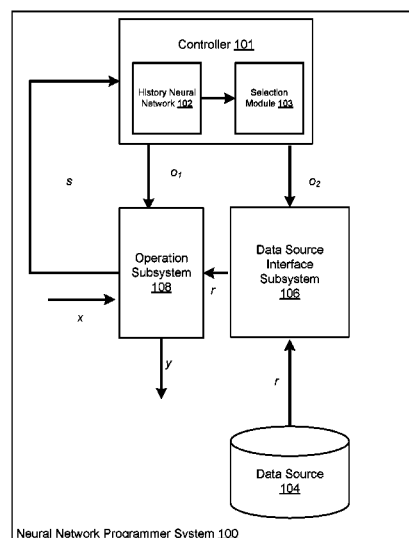 Controller 101
History Neural
Network 102
Selection
Module 103
s
o1
o2
Operation
Subsystem
108
r
Data Source
Interface
Subsystem
106
x
y
r
Data Source
104
Neural Network Programmer System 100